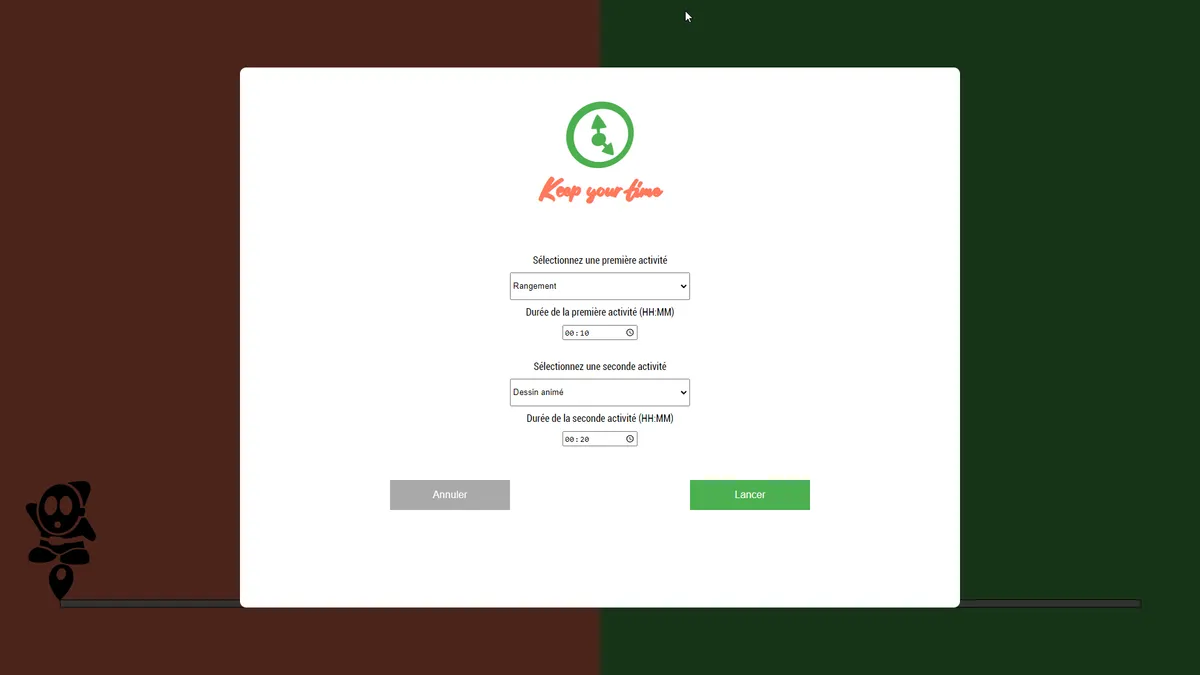 Keep your time
Sélectionnez une première activité
Rangement
Durée de la première activité (HH:MM)
00:10
Sélectionnez une seconde activité
Dessin animé
Durée de la seconde activité (HH:MM)
00:20
Annuler
Lancer